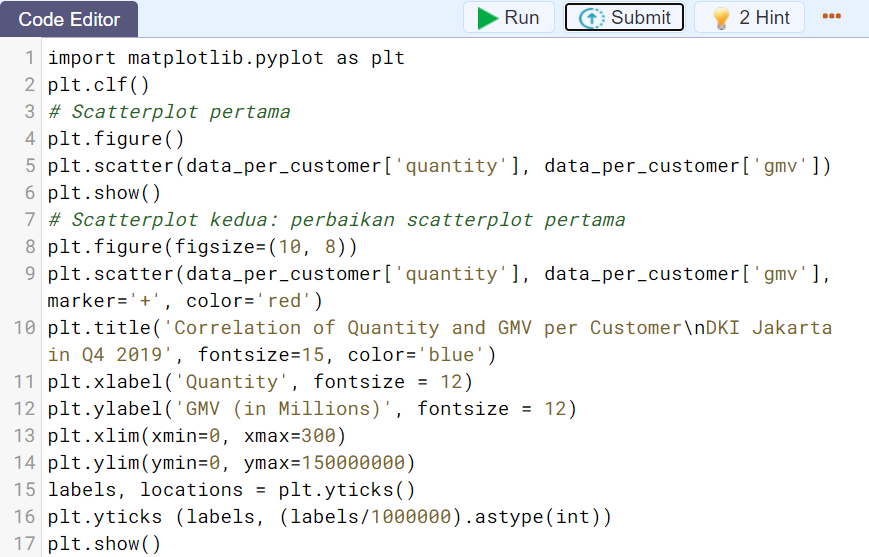 Code Editor
Run
Submit
2 Hint
1 import matplotlib.pyplot as plt
2 plt.clf()
3 # Scatterplot pertama
4 plt.figure()
5 plt.scatter(data_per_customer['quantity'], data_per_customer['gmv'])
6 plt.show()
7 # Scatterplot kedua: perbaikan scatterplot pertama
8 plt.figure(figsize=(10, 8))
9 plt.scatter(data_per_customer['quantity'], data_per_customer['gmv'],
marker='+', color='red')
10 plt.title('Correlation of Quantity and GMV per Customer\nDKI Jakarta
in Q4 2019', fontsize=15, color='blue')
11 plt.xlabel('Quantity', fontsize = 12)
12 plt.ylabel('GMV (in Millions)', fontsize = 12)
13 plt.xlim(xmin=0, xmax=300)
14 plt.ylim(ymin=0, ymax=150000000)
15 labels, locations = plt.yticks()
16 plt.yticks (labels, (labels/1000000).astype(int))
17 plt.show()